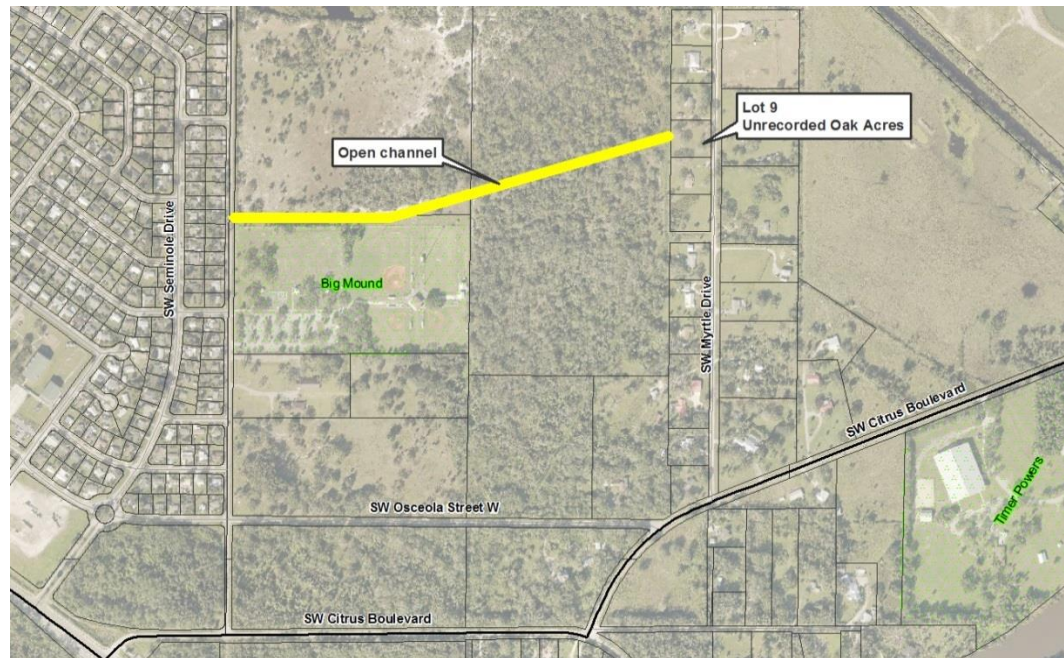 Lot 9
Unrecorded Oak Acres
Open channel
SW Seminole Drive
Big Mound
SW Myrtle Drive
SW Citrus Boulevard
Timer Powers
SW Osceola Street W
SW Citrus Boulevard